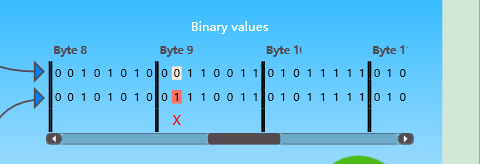 Binary values
Byte 8 Byte 9 Byte 1
0 0 1 0 1 0 1 0 0 0 1 1 0 0 1 1 0 1 0 1 1 1 1 1 0 1 0
0 0 1 0 1 0 1 0 0 1 1 1 0 0 1 1 0 1 0 1 1 1 1 1 0 1 0
X